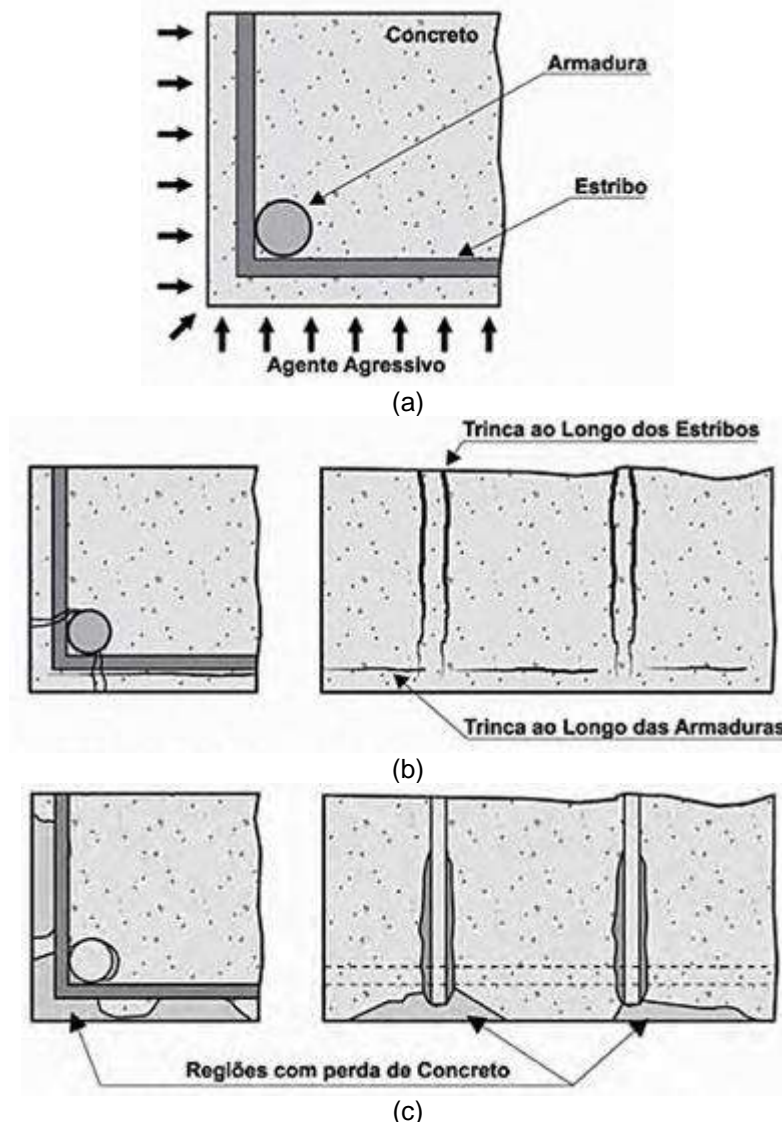 Concreto
Armadura
Estribo
Agente Agressivo
(a)
Trinca ao Longo dos Estribos
Trinca ao Longo das Armaduras
(b)
Regiões com perda de Concreto
(c)